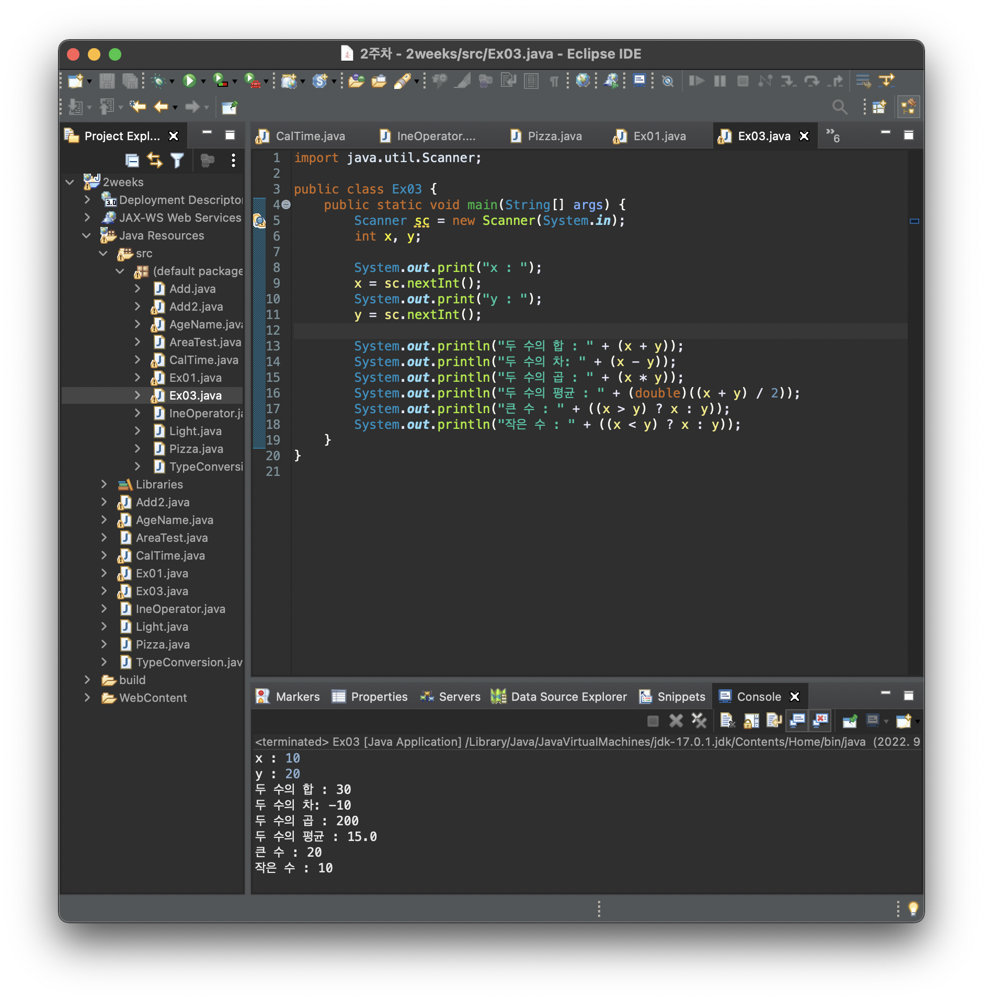 2주차 - 2weeks/src/Ex03.java - Eclipse IDE
Project Expl...
CalTime.java
IneOperator....
Pizza.java
Ex01.java
Ex03.java
»6
2weeks
3.0 Deployment Descriptor
JAX-WS Web Services
Java Resources
src
(default package
Add.java
Add2.java
AgeName.java
AreaTest.java
CalTime.java
Ex01.java
Ex03.java
IneOperator.ja
Light.java
Pizza.java
TypeConversi
Libraries
Add2.java
AgeName.java
AreaTest.java
CalTime.java
Ex01.java
Ex03.java
IneOperator.java
Light.java
Pizza.java
TypeConversion.jav
build
WebContent
1 import java.util.Scanner;
2
3 public class Ex03 {
4 public static void main(String[] args) {
5 Scanner sc = new Scanner(System.in);
6 int x, y;
7
8 System.out.print("x : ");
9 x = sc.nextInt();
10 System.out.print("y : ");
11 y = sc.nextInt();
12
13 System.out.println("두 수의 합 : " + (x + y));
14 System.out.println("두 수의 차: " + (x - y));
15 System.out.println("두 수의 곱 : " + (x * y));
16 System.out.println("두 수의 평균 : " + (double)((x + y) / 2));
17 System.out.println("큰 수 : " + ((x > y) ? x : y));
18 System.out.println("작은 수 : " + ((x < y) ? x : y));
19 }
20 }
21
Markers
Properties
Servers
Data Source Explorer
Snippets
Console
<terminated> Ex03 [Java Application] /Library/Java/JavaVirtualMachines/jdk-17.0.1.jdk/Contents/Home/bin/java (2022. 9
x : 10
y : 20
두 수의 합 : 30
두 수의 차: -10
두 수의 곱 : 200
두 수의 평균 : 15.0
큰 수 : 20
작은 수 : 10